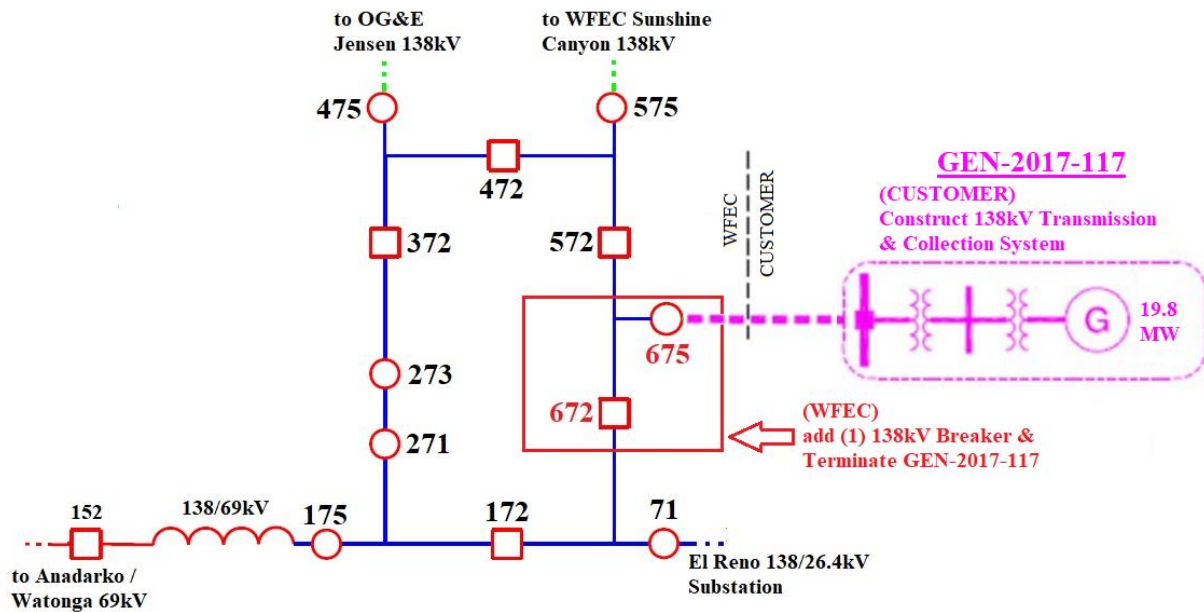 to OG&E
Jensen 138kV
to WFEC Sunshine
Canyon 138kV
475
575
472
WFEC
CUSTOMER
GEN-2017-117
(CUSTOMER)
Construct 138kV Transmission
& Collection System
372
572
G
19.8
MW
675
273
672
(WFEC)
add (1) 138kV Breaker &
Terminate GEN-2017-117
271
152
138/69kV
175
172
71
to Anadarko /
Watonga 69kV
El Reno 138/26.4kV
Substation